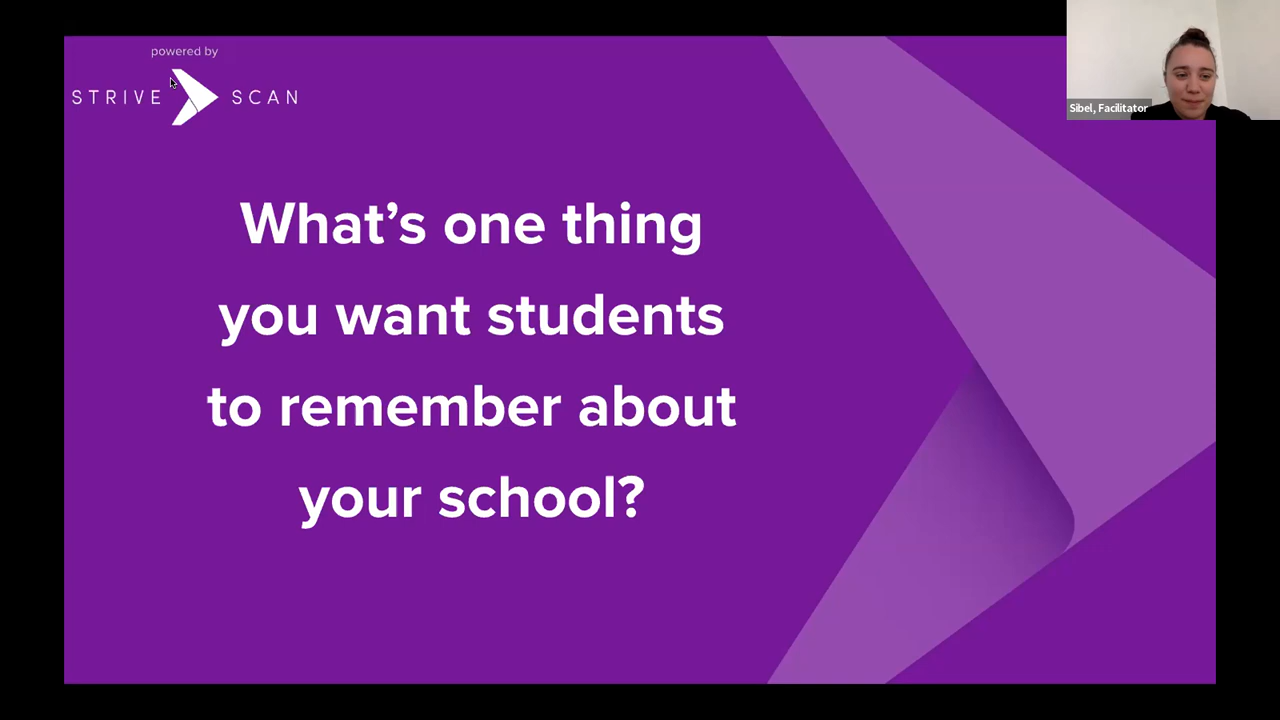 powered by
STRIVE SCAN
Sibel, Facilitator
What’s one thing
you want students
to remember about
your school?